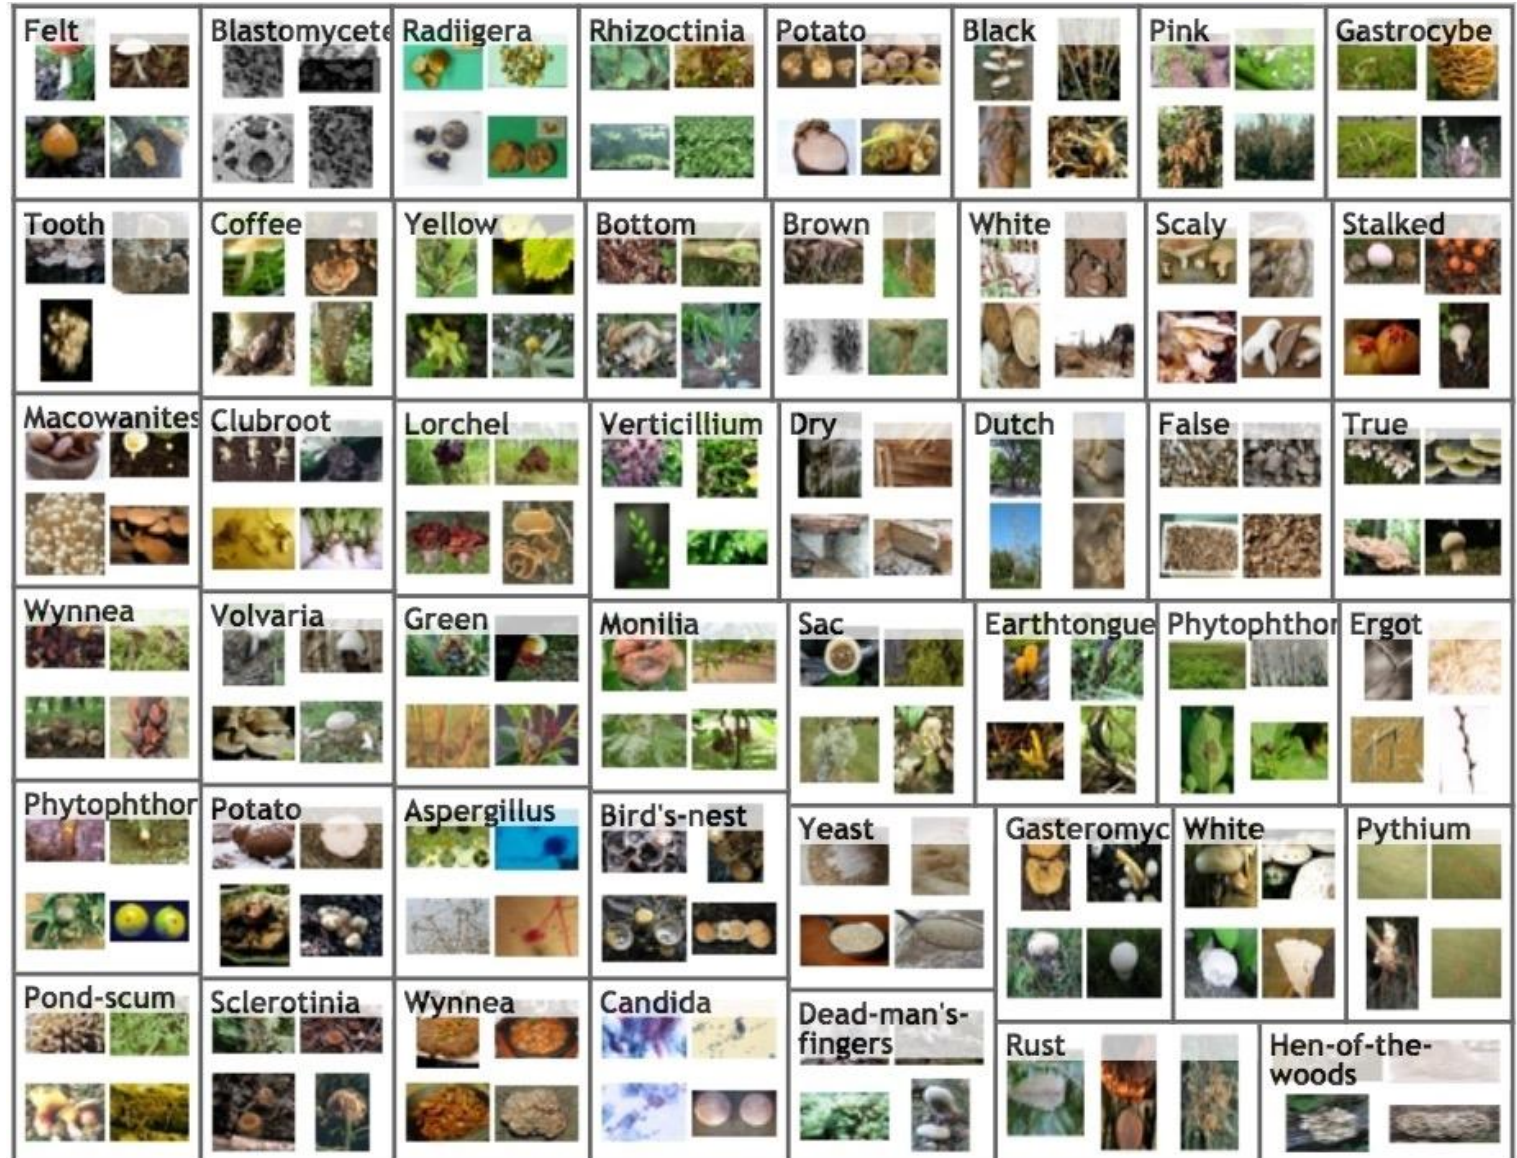 Felt
Blastomycete
Radiigera
Rhizoctinia
Potato
Black
Pink
Gastrocybe
Tooth
Coffee
Yellow
Bottom
Brown
White
Scaly
Stalked
Macowanites
Clubroot
Lorchel
Verticillium
Dry
Dutch
False
True
Wynnea
Volvaria
Green
Monilia
Sac
Earthtongue
Phytophthor
Ergot
Phytophthor
Potato
Aspergillus
Bird's-nest
Yeast
Gasteromyc
White
Pythium
Pond-scum
Sclerotinia
Wynnea
Candida
Dead-man's-
fingers
Rust
Hen-of-the-
woods